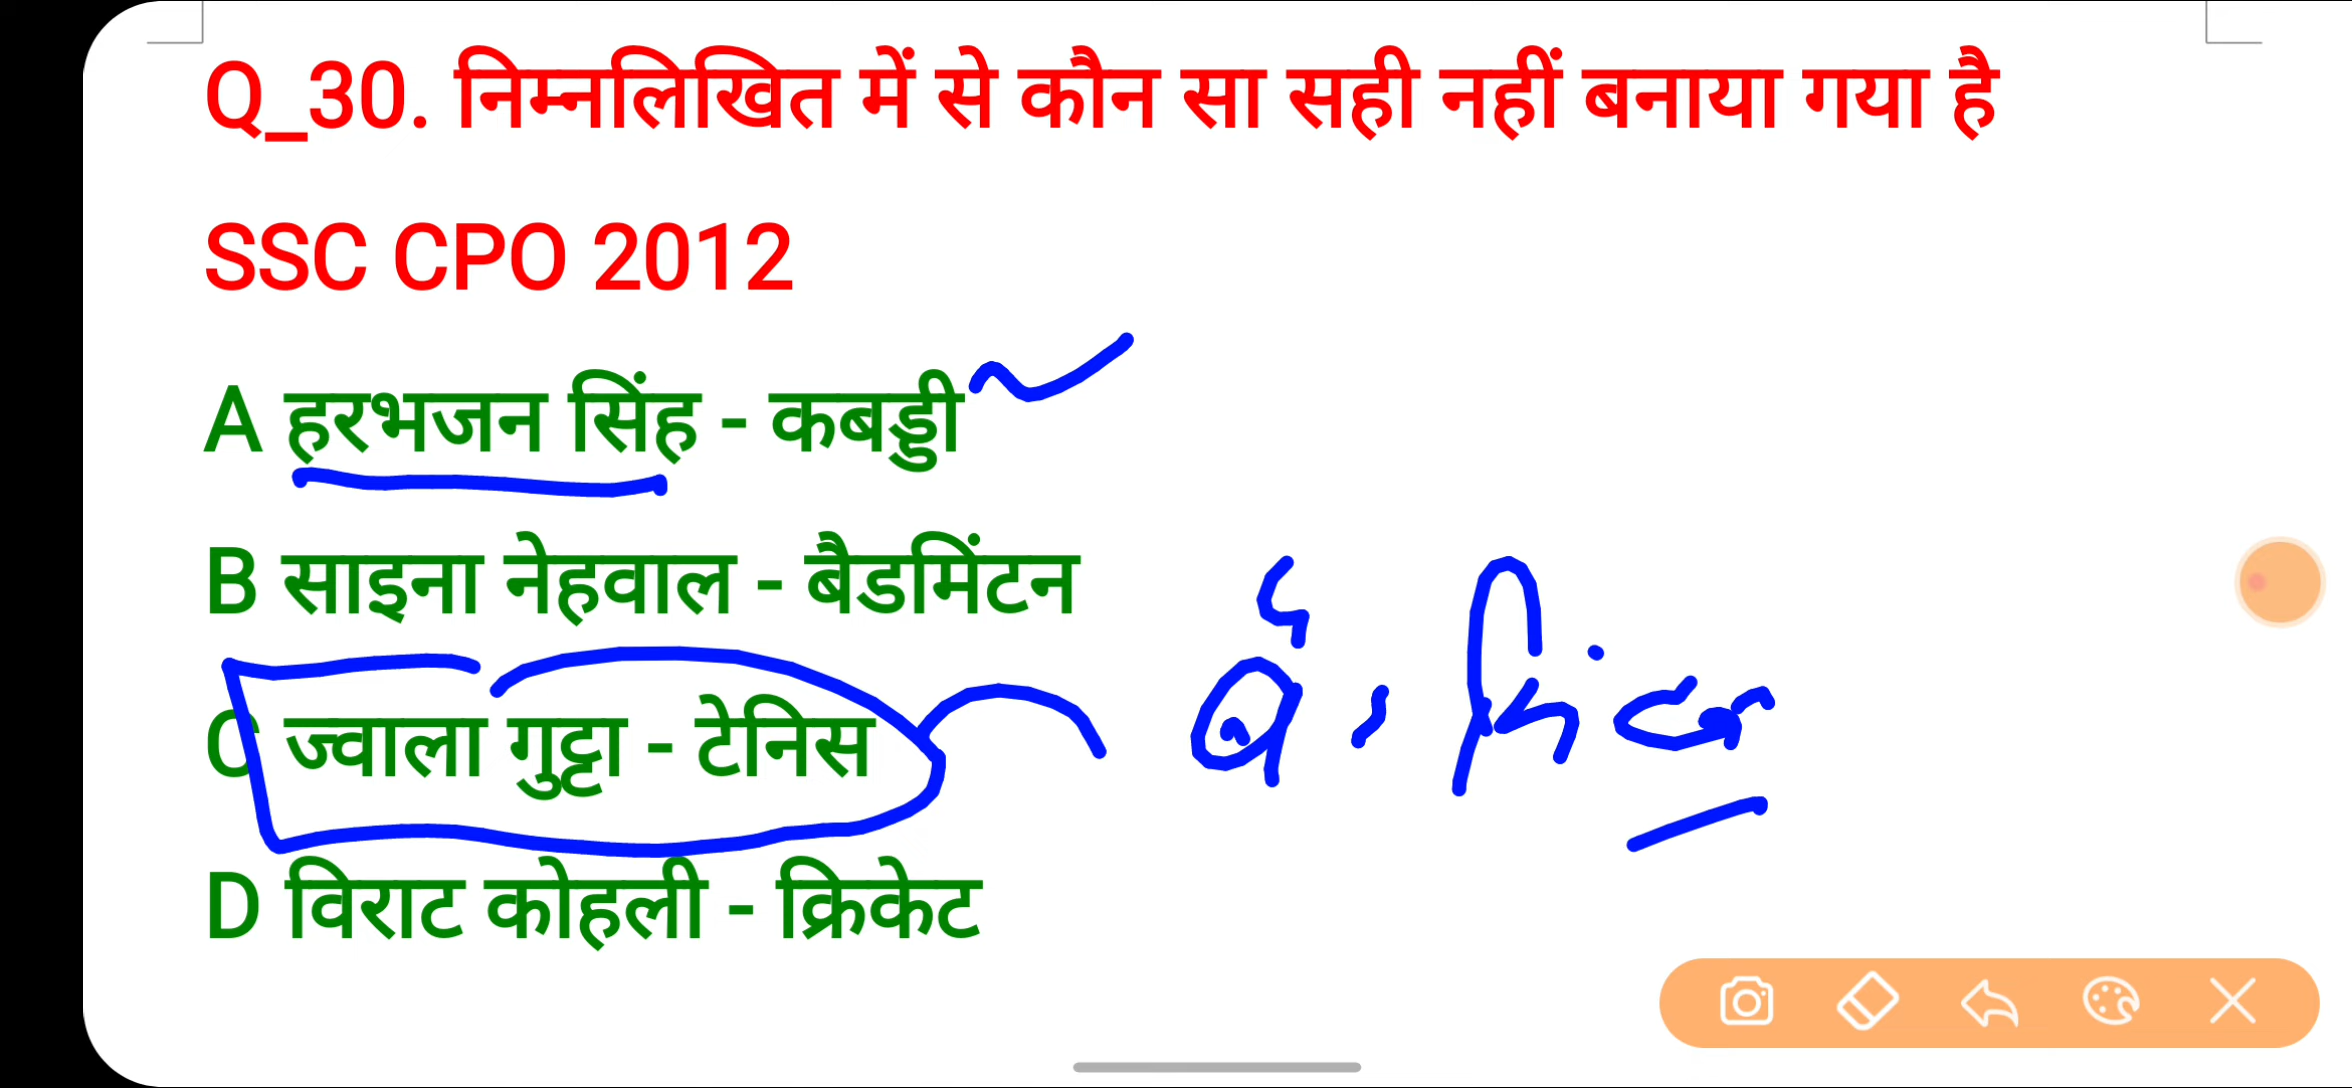 Q_30. निम्नलिखित में से कौन सा सही नहीं बनाया गया है
SSC CPO 2012
A हरभजन सिंह - कबड्डी
B साइना नेहवाल - बैडमिंटन
C ज्वाला गुट्टा - टेनिस
D विराट कोहली - क्रिकेट